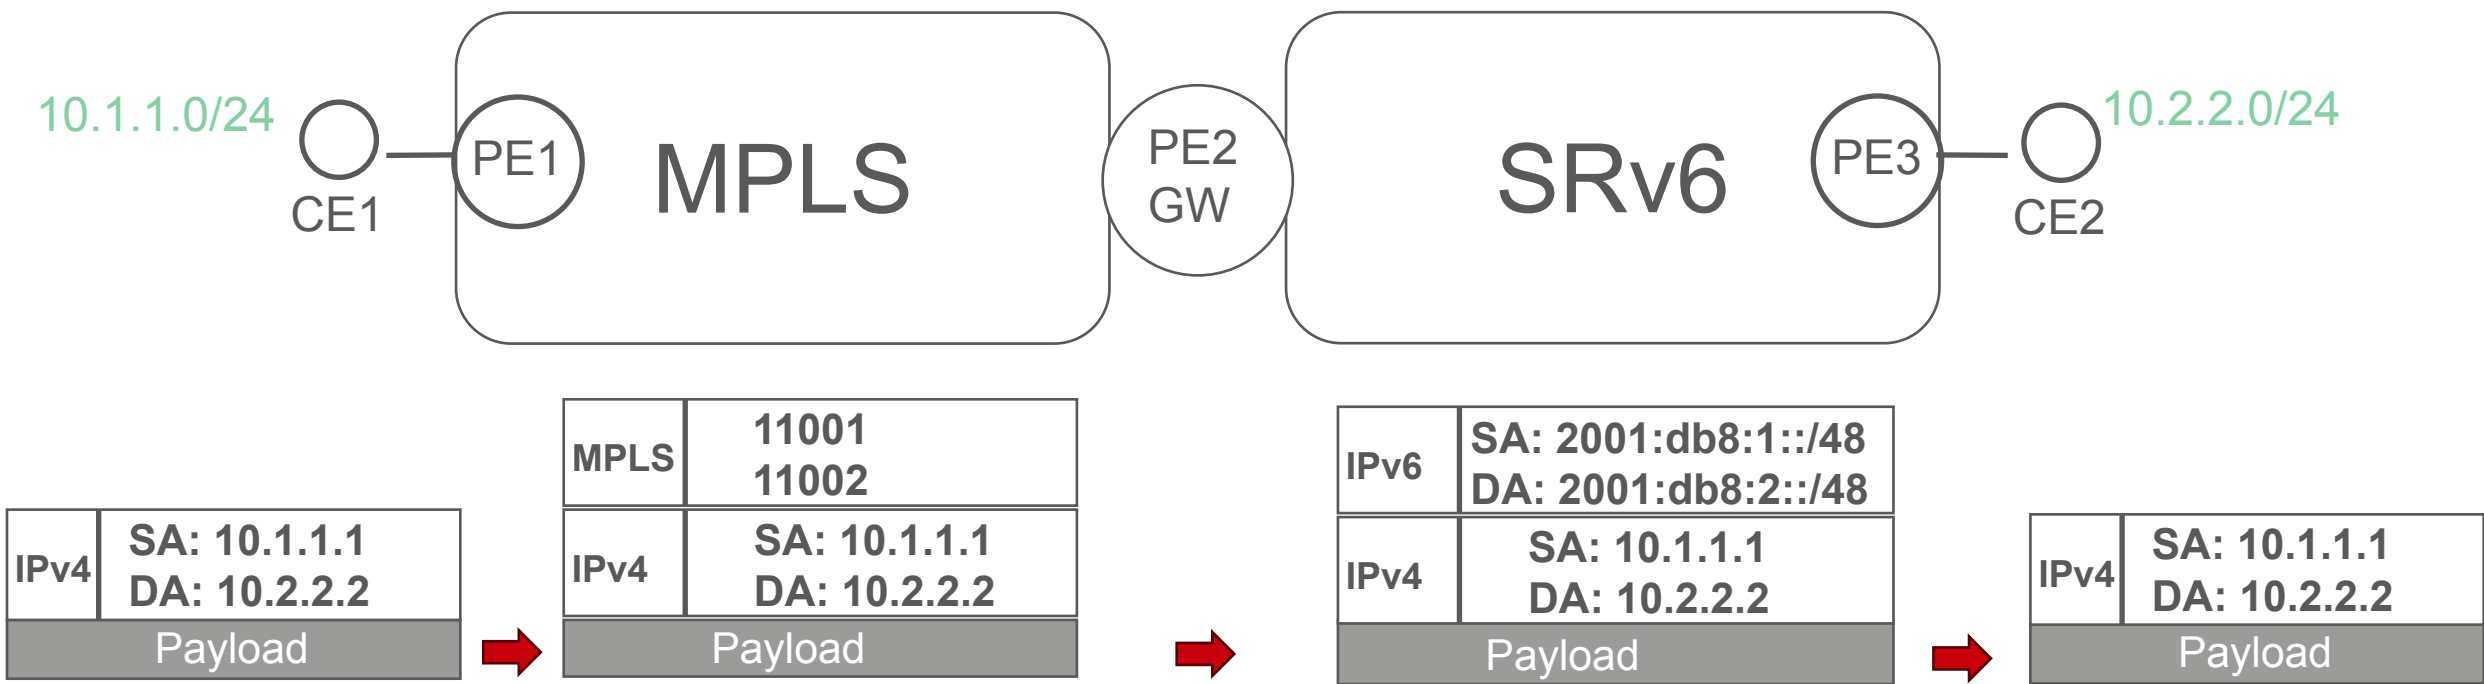 10.1.1.0/24
CE1
PE1
MPLS
PE2
GW
SRv6
PE3
10.2.2.0/24
CE2
IPv4
SA: 10.1.1.1
DA: 10.2.2.2
Payload
MPLS
11001
11002
IPv4
SA: 10.1.1.1
DA: 10.2.2.2
Payload
IPv6
SA: 2001:db8:1::/48
DA: 2001:db8:2::/48
IPv4
SA: 10.1.1.1
DA: 10.2.2.2
Payload
IPv4
SA: 10.1.1.1
DA: 10.2.2.2
Payload